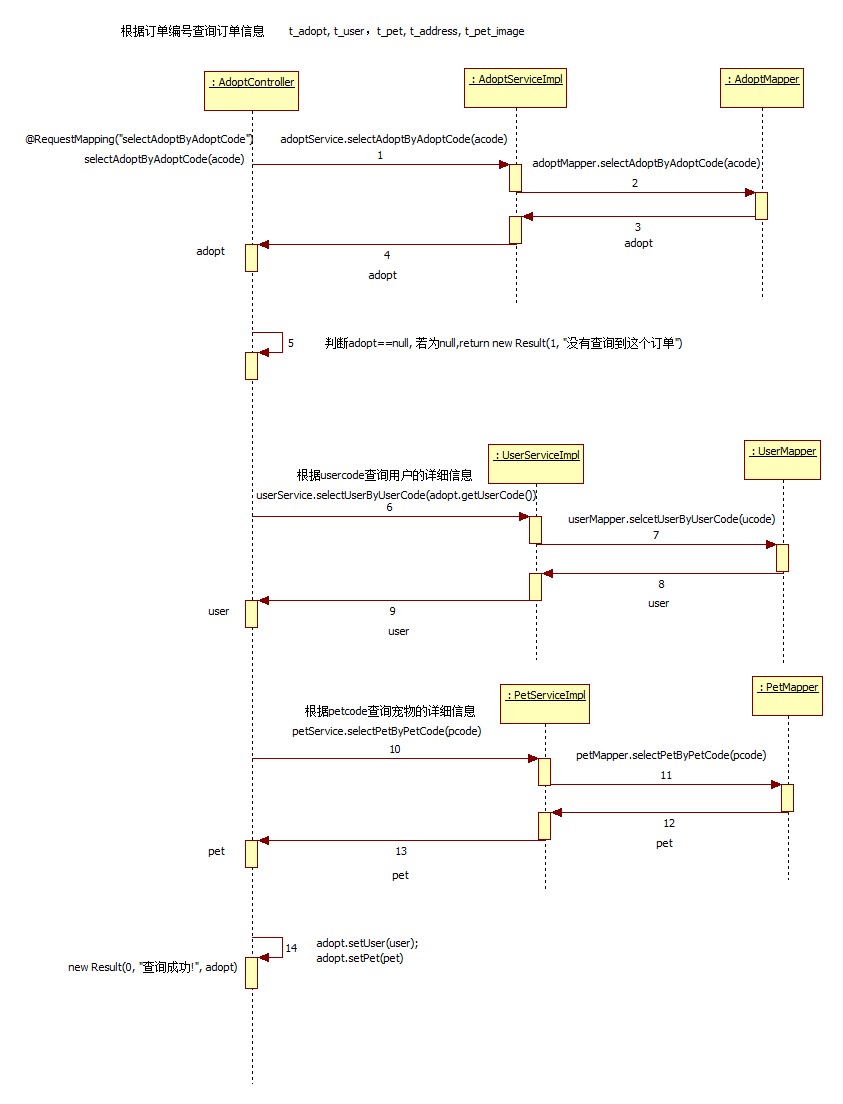 根据订单编号查询订单信息 t_adopt, t_user，t_pet, t_address, t_pet_image
: AdoptController
: AdoptServiceImpl
: AdoptMapper
@RequestMapping("selectAdoptByAdoptCode")
adoptService.selectAdoptByAdoptCode(acode)
selectAdoptByAdoptCode(acode)
1
adoptMapper.selectAdoptByAdoptCode(acode)
2
3
adopt
adopt
4
adopt
5
判断adopt==null, 若为null,return new Result(1, "没有查询到这个订单")
: UserServiceImpl
: UserMapper
根据usercode查询用户的详细信息
userService.selectUserByUserCode(adopt.getUserCode())
6
userMapper.selcetUserByUserCode(ucode)
7
8
user
user
9
user
: PetServiceImpl
: PetMapper
根据petcode查询宠物的详细信息
petService.selectPetByPetCode(pcode)
10
petMapper.selectPetByPetCode(pcode)
11
12
pet
pet
13
pet
14
adopt.setUser(user);
adopt.setPet(pet)
new Result(0, "查询成功!", adopt)